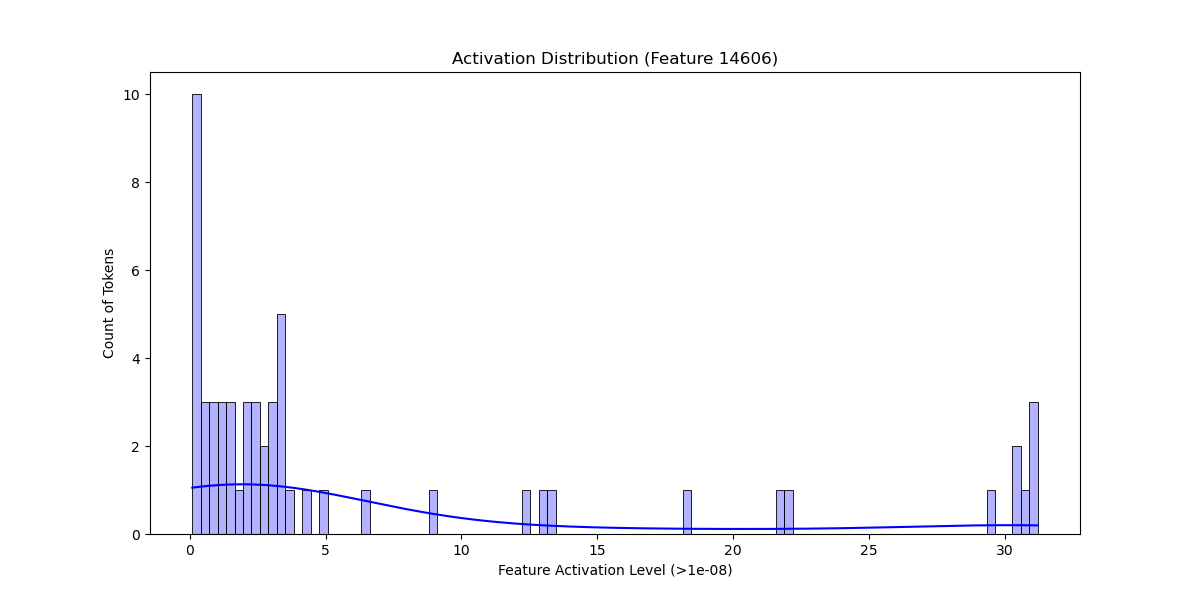 Activation Distribution (Feature 14606)
10
8
6
4
2
0
Count of Tokens
0 5 10 15 20 25 30
Feature Activation Level (>1e-08)